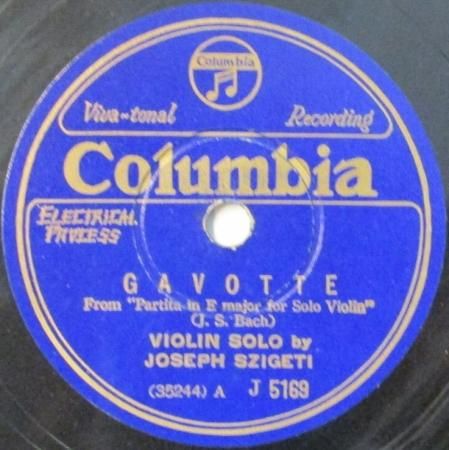 Columbia
Viva-tonal Recording
Columbia
ELECTRICAL
PROCESS
GAVOTTE
From "Partita in E major for Solo Violin"
(J. S. Bach)
VIOLIN SOLO by
JOSEPH SZIGETI
(35244) A J 5169